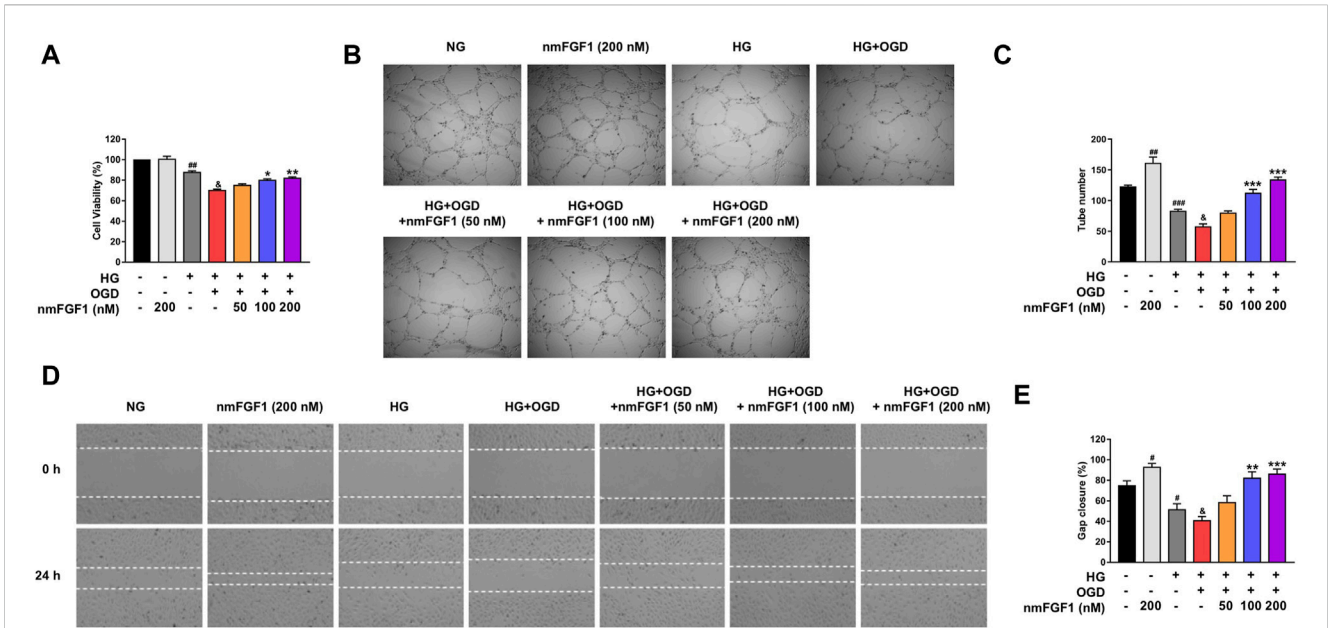 A
Cell Viability (%)
120
100
80
60
40
20
0
##
&
*
**
HG - - + + + + +
OGD - - - + + + +
nmFGF1 (nM) - 200 - - 50 100 200
B
NG
nmFGF1 (200 nM)
HG
HG+OGD
HG+OGD
+nmFGF1 (50 nM)
HG+OGD
+ nmFGF1 (100 nM)
HG+OGD
+ nmFGF1 (200 nM)
C
Tube number
200
150
100
50
0
##
###
&
***
***
HG - - + + + + +
OGD - - - + + + +
nmFGF1 (nM) - 200 - - 50 100 200
D
NG
nmFGF1 (200 nM)
HG
HG+OGD
HG+OGD
+nmFGF1 (50 nM)
HG+OGD
+ nmFGF1 (100 nM)
HG+OGD
+ nmFGF1 (200 nM)
0 h
24 h
E
Gap closure (%)
120
100
80
60
40
20
0
#
#
&
**
***
HG - - + + + + +
OGD - - - + + + +
nmFGF1 (nM) - 200 - - 50 100 200